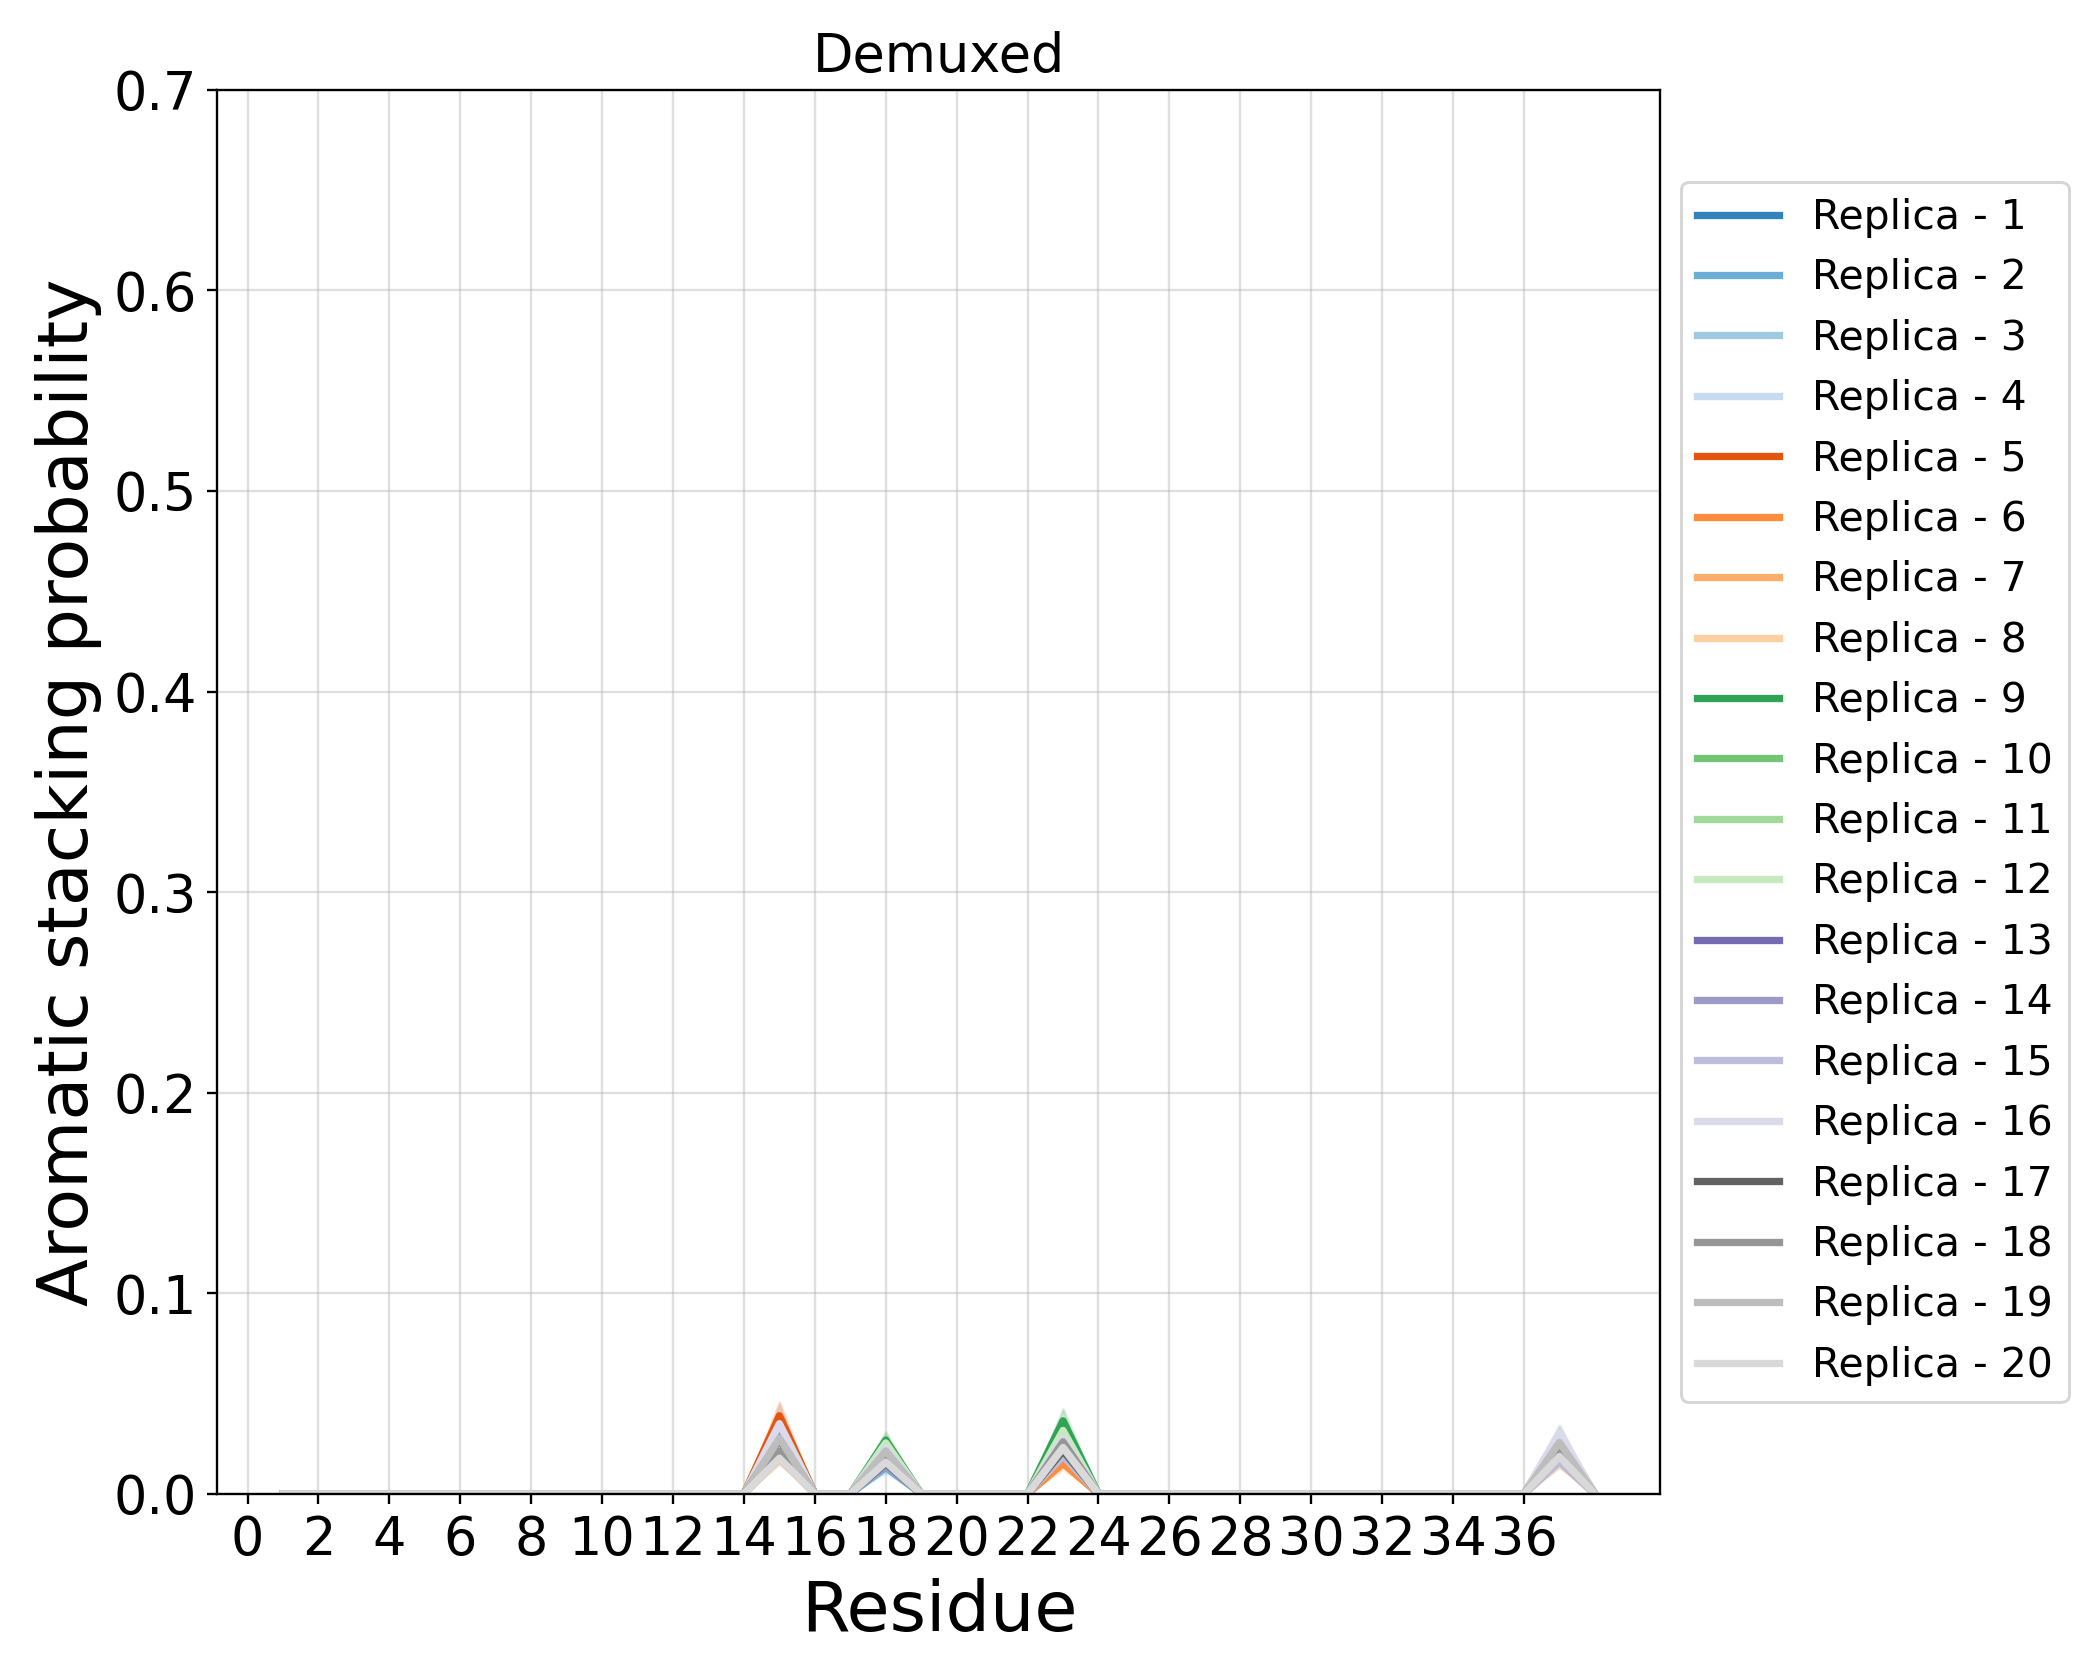 Demuxed
0.7
0.6
0.5
0.4
0.3
0.2
0.1
0.0
Aromatic stacking probability
0 2 4 6 8 10 12 14 16 18 20 22 24 26 28 30 32 34 36
Residue
Replica - 1
Replica - 2
Replica - 3
Replica - 4
Replica - 5
Replica - 6
Replica - 7
Replica - 8
Replica - 9
Replica - 10
Replica - 11
Replica - 12
Replica - 13
Replica - 14
Replica - 15
Replica - 16
Replica - 17
Replica - 18
Replica - 19
Replica - 20